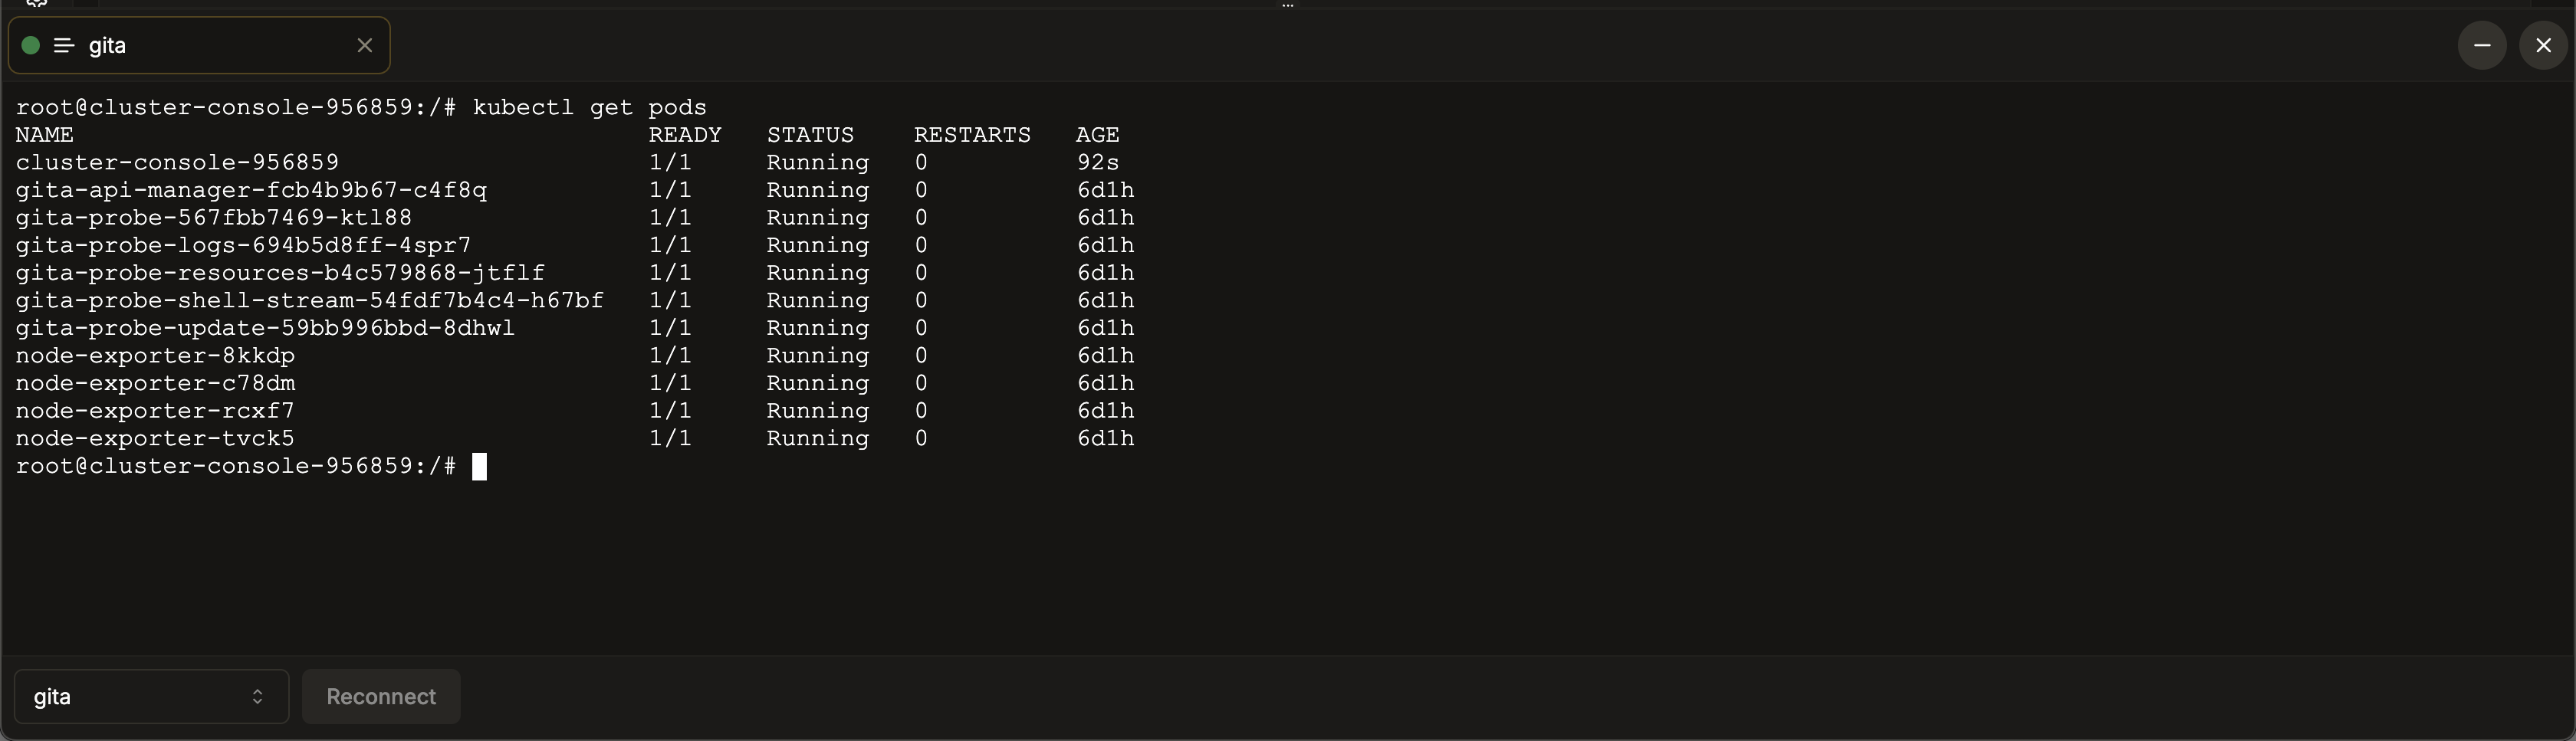 gita
root@cluster-console-956859:/# kubectl get pods
NAME                                       READY   STATUS    RESTARTS   AGE
cluster-console-956859                     1/1     Running   0          92s
gita-api-manager-fcb4b9b67-c4f8q           1/1     Running   0          6d1h
gita-probe-567fbb7469-ktl88                1/1     Running   0          6d1h
gita-probe-logs-694b5d8ff-4spr7            1/1     Running   0          6d1h
gita-probe-resources-b4c579868-jtflf       1/1     Running   0          6d1h
gita-probe-shell-stream-54fdf7b4c4-h67bf   1/1     Running   0          6d1h
gita-probe-update-59bb996bbd-8dhwl         1/1     Running   0          6d1h
node-exporter-8kkdp                        1/1     Running   0          6d1h
node-exporter-c78dm                        1/1     Running   0          6d1h
node-exporter-rcxf7                        1/1     Running   0          6d1h
node-exporter-tvck5                        1/1     Running   0          6d1h
root@cluster-console-956859:/#
gita Reconnect